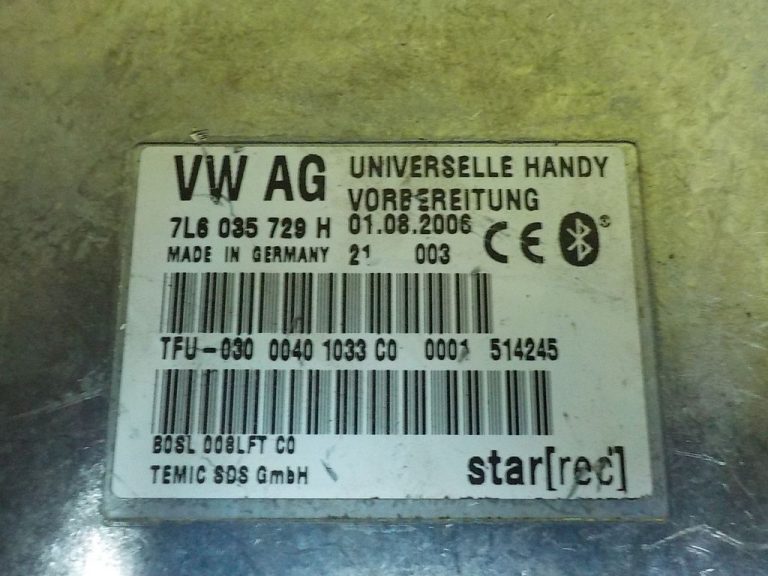 VW AG
UNIVERSELLE HANDY
VORBEREITUNG
7L6 035 729 H 01.08.2006
MADE IN GERMANY 21 003
CE
®
TFU-030 0040 1033 C0 0001 514245
B0SL 008LFT C0
TEMIC SDS GmbH
star[rec]